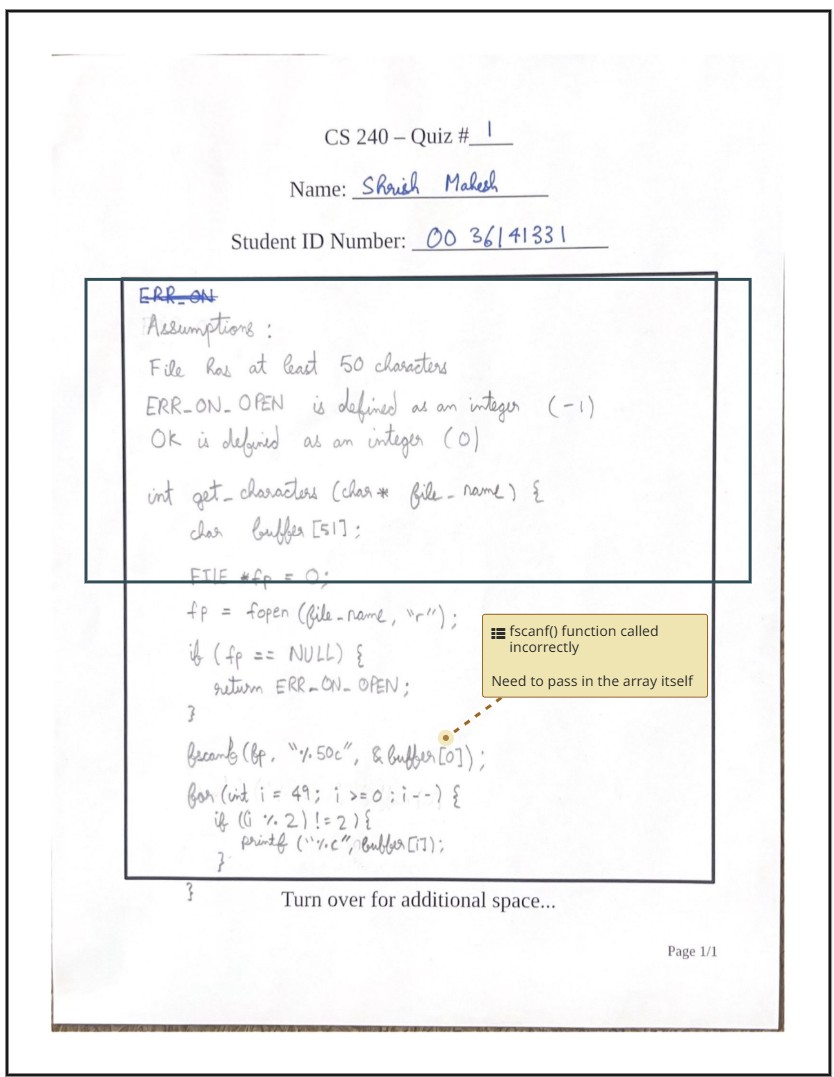 CS 240 – Quiz # 1
Name: Shrish Mahesh
Student ID Number: 00 36141331
ERR_ON
Assumptions :
File has at least 50 characters
ERR_ON_OPEN is defined as an integer (-1)
OK is defined as an integer (0)
int get_characters (char* file_name) {
char buffer [51];
FILE *fp = 0;
fp = fopen (file_name, "r");
if (fp == NULL) {
return ERR_ON_OPEN;
}
fscanf() function called
incorrectly
Need to pass in the array itself
fscanf (fp, "%50c", &buffer[0]);
for (int i = 49; i >= 0; i--) {
if ((i % 2) != 2) {
printf ("%c", buffer[i]);
}
}
Turn over for additional space...
Page 1/1